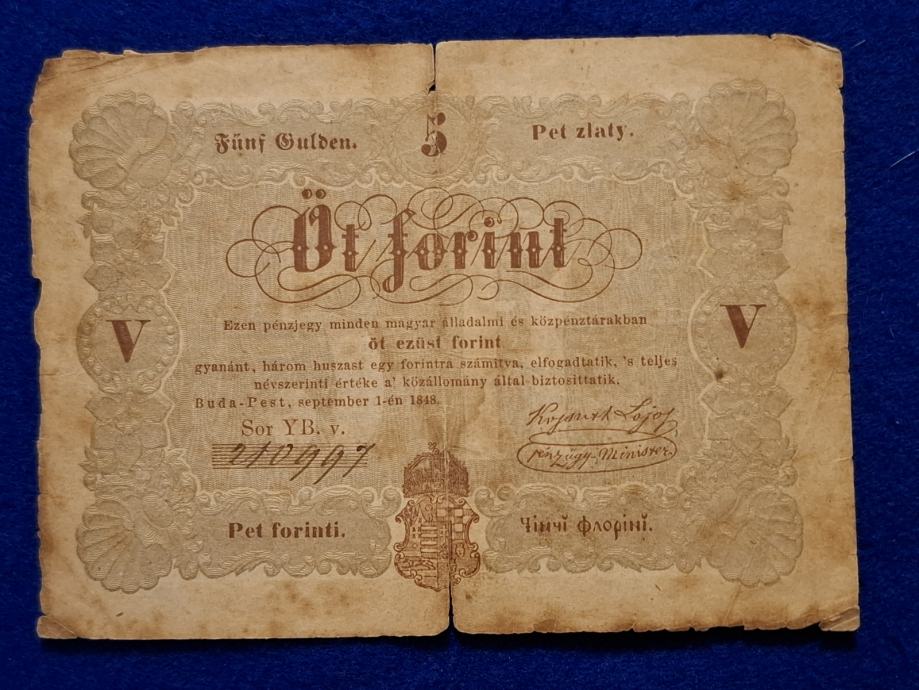 Fünf Gulden.
5
Pet zlaty.
Öt forint
V
V
Ezen pénzjegy minden magyar álladalmi és közpénztárakban
öt ezüst forint
gyanánt, három huszast egy forintra számítva, elfogadtatik, 's teljes
névszerinti értéke a' közállomány által biztosittatik.
Buda-Pest, september 1-én 1848.
Sor YB. v.
210997
Kossuth Lajos
pénzügy-Minister.
Pet forinti.
Чінчї флорінї.